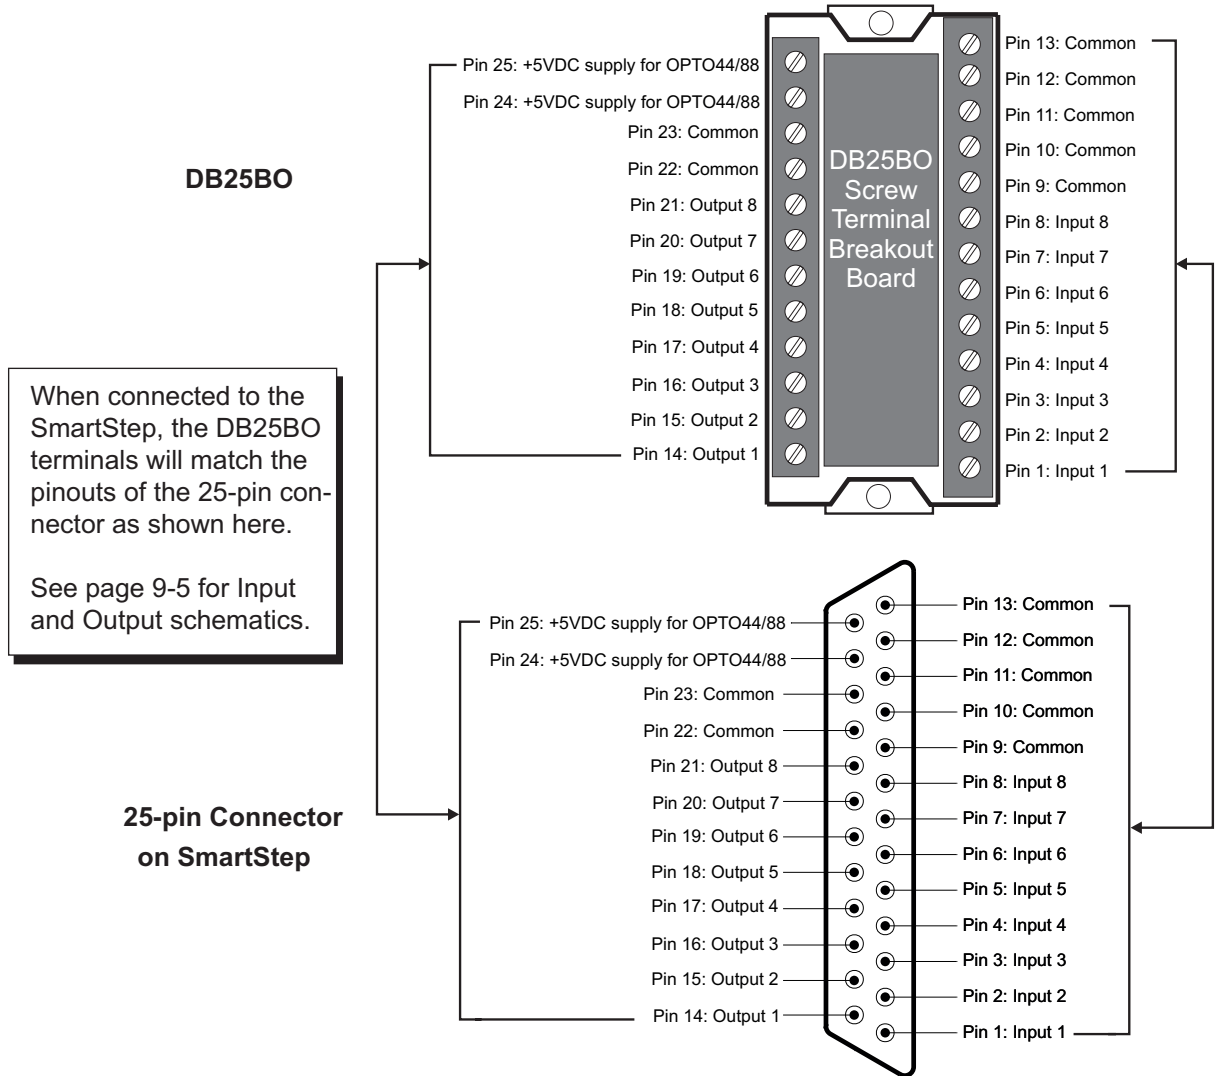 DB25BO
Pin 25: +5VDC supply for OPTO44/88
Pin 24: +5VDC supply for OPTO44/88
Pin 23: Common
Pin 22: Common
Pin 21: Output 8
Pin 20: Output 7
Pin 19: Output 6
Pin 18: Output 5
Pin 17: Output 4
Pin 16: Output 3
Pin 15: Output 2
Pin 14: Output 1
DB25BO
Screw
Terminal
Breakout
Board
Pin 13: Common
Pin 12: Common
Pin 11: Common
Pin 10: Common
Pin 9: Common
Pin 8: Input 8
Pin 7: Input 7
Pin 6: Input 6
Pin 5: Input 5
Pin 4: Input 4
Pin 3: Input 3
Pin 2: Input 2
Pin 1: Input 1
When connected to the
SmartStep, the DB25BO
terminals will match the
pinouts of the 25-pin con-
nector as shown here.
See page 9-5 for Input
and Output schematics.
25-pin Connector
on SmartStep
Pin 25: +5VDC supply for OPTO44/88
Pin 24: +5VDC supply for OPTO44/88
Pin 23: Common
Pin 22: Common
Pin 21: Output 8
Pin 20: Output 7
Pin 19: Output 6
Pin 18: Output 5
Pin 17: Output 4
Pin 16: Output 3
Pin 15: Output 2
Pin 14: Output 1
Pin 13: Common
Pin 12: Common
Pin 11: Common
Pin 10: Common
Pin 9: Common
Pin 8: Input 8
Pin 7: Input 7
Pin 6: Input 6
Pin 5: Input 5
Pin 4: Input 4
Pin 3: Input 3
Pin 2: Input 2
Pin 1: Input 1